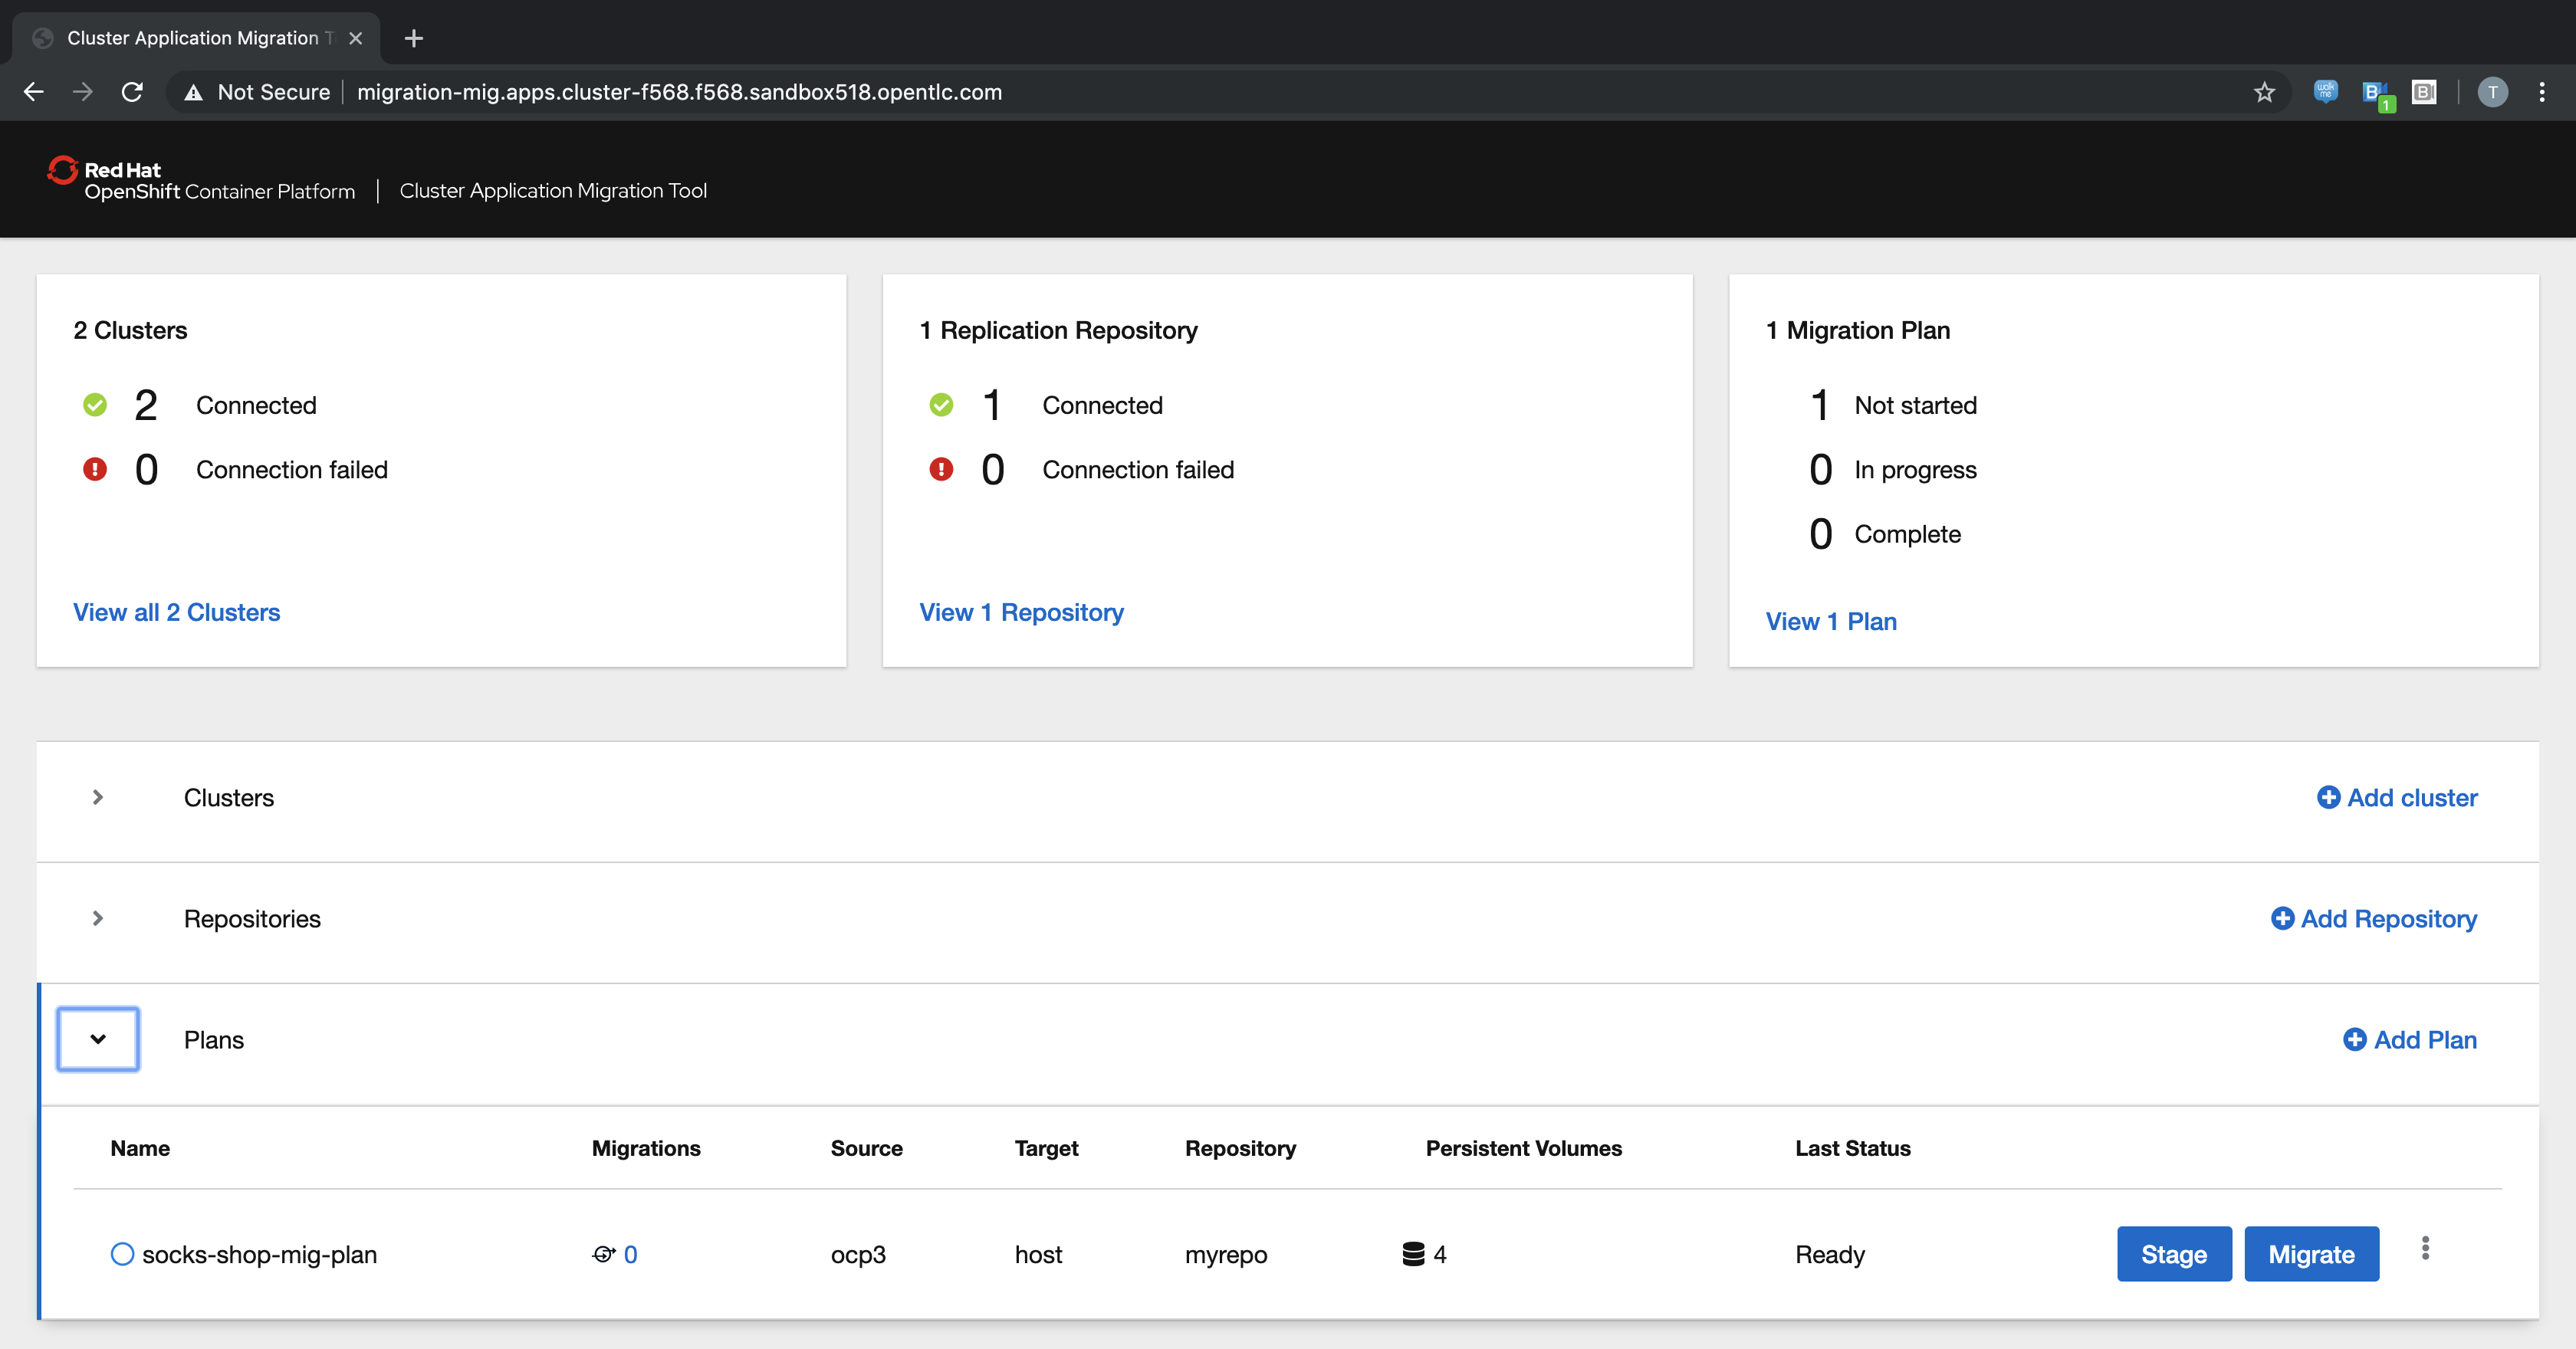 Cluster Application Migration T
Not Secure migration-mig.apps.cluster-f568.f568.sandbox518.opentlc.com
walk me
B
1
B
T
Red Hat
OpenShift Container Platform
Cluster Application Migration Tool
2 Clusters
2 Connected
0 Connection failed
View all 2 Clusters
1 Replication Repository
1 Connected
0 Connection failed
View 1 Repository
1 Migration Plan
1 Not started
0 In progress
0 Complete
View 1 Plan
Clusters Add cluster
Repositories Add Repository
Plans Add Plan
Name Migrations Source Target Repository Persistent Volumes Last Status
socks-shop-mig-plan 0 ocp3 host myrepo 4 Ready Stage Migrate